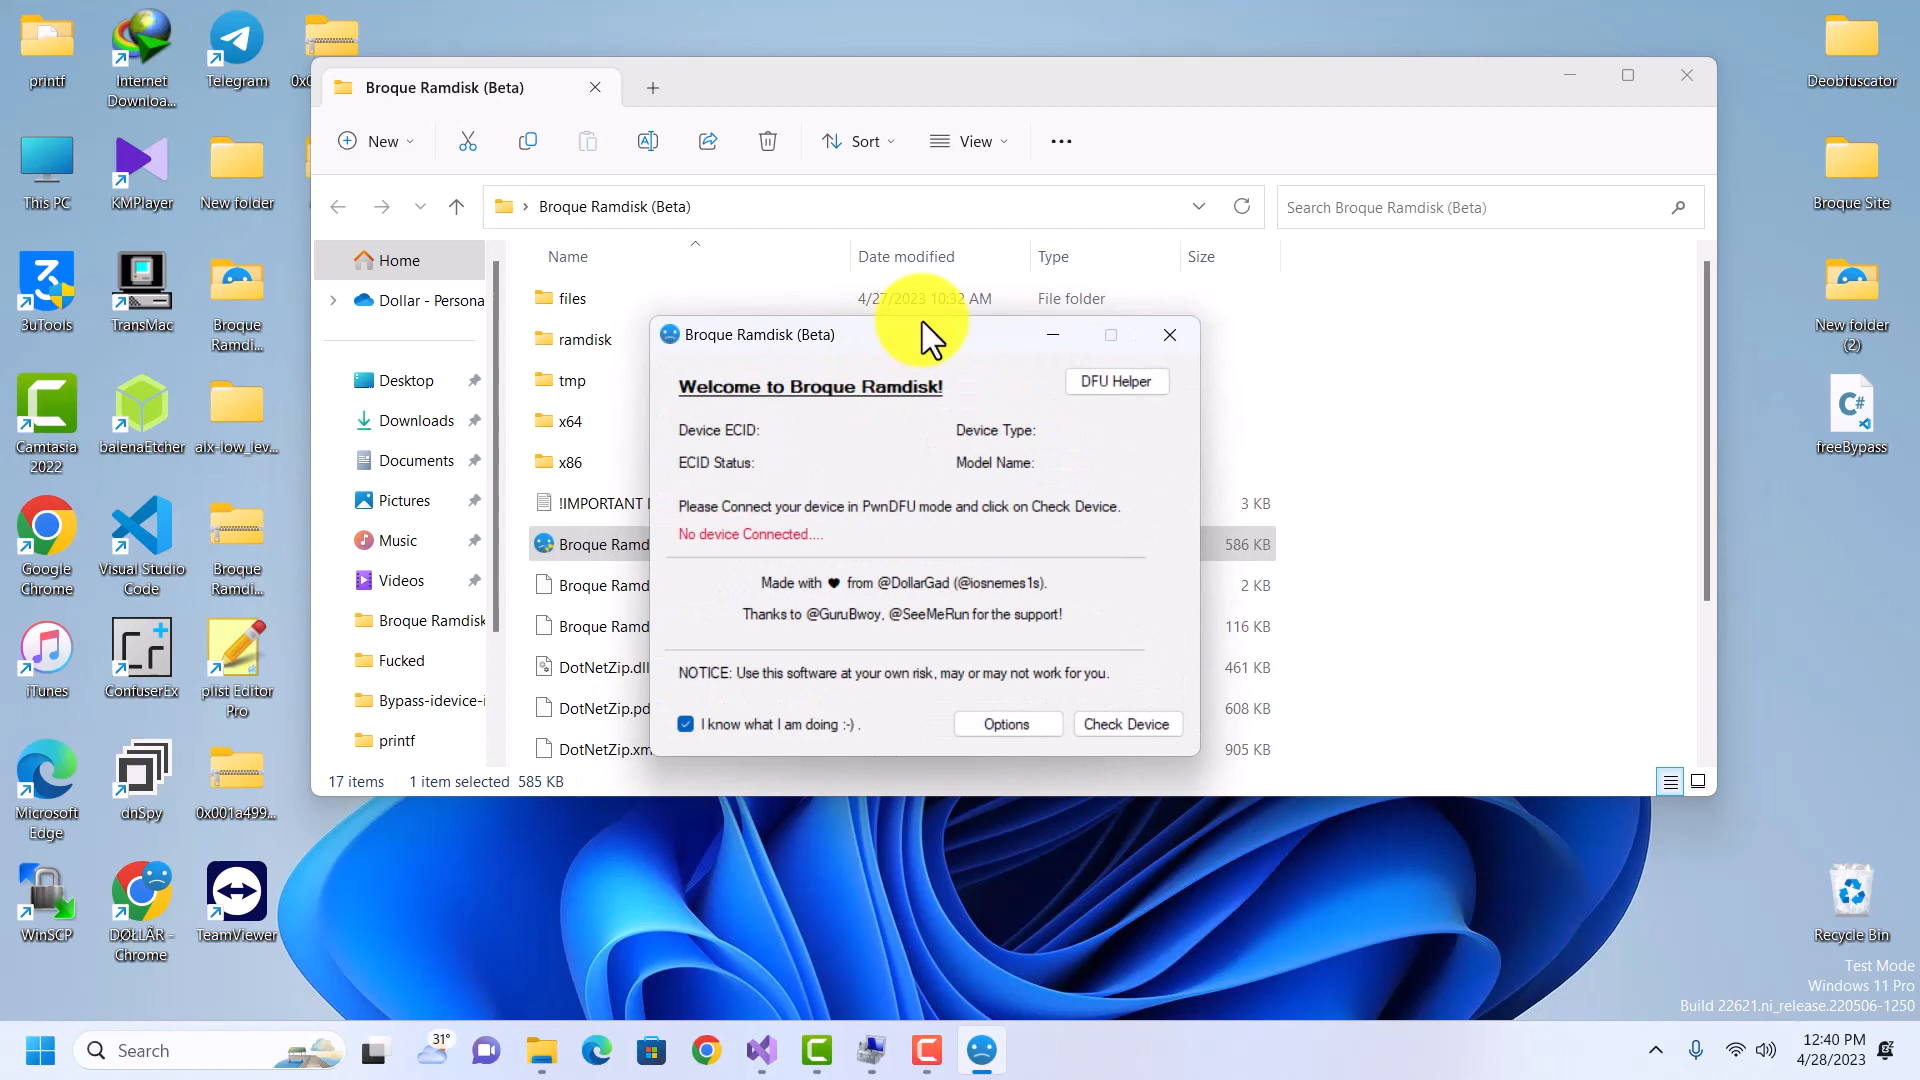 printf
Internet
Downloa...
Telegram
Deobfuscator
This PC
KMPlayer
New folder
Broque Site
3uTools
TransMac
Broque
Ramdi...
New folder
(2)
Camtasia
2022
balenaEtcher
alx-low_lev...
freeBypass
Google
Chrome
Visual Studio
Code
Broque
Ramdi...
iTunes
ConfuserEx
plist Editor
Pro
Microsoft
Edge
dnSpy
0x001a499...
WinSCP
DØLLÄR -
Chrome
TeamViewer
Recycle Bin
Broque Ramdisk (Beta)
New
Sort
View
Broque Ramdisk (Beta)
Search Broque Ramdisk (Beta)
Home
Dollar - Persona
Desktop
Downloads
Documents
Pictures
Music
Videos
Broque Ramdisk
Fucked
Bypass-idevice-i
printf
Name Date modified Type Size
files 4/27/2023 10:32 AM File folder
ramdisk
tmp
x64
x86
!IMPORTANT 3 KB
Broque Ramd 586 KB
Broque Ramd 2 KB
Broque Ramd 116 KB
DotNetZip.dll 461 KB
DotNetZip.pd 608 KB
DotNetZip.xm 905 KB
17 items 1 item selected 585 KB
Broque Ramdisk (Beta)
Welcome to Broque Ramdisk!
DFU Helper
Device ECID: Device Type:
ECID Status: Model Name:
Please Connect your device in PwnDFU mode and click on Check Device.
No device Connected....
Made with ♥ from @DollarGad (@iosnemes1s).
Thanks to @GuruBwoy, @SeeMeRun for the support!
NOTICE: Use this software at your own risk, may or may not work for you.
I know what I am doing :-) .
Options
Check Device
Test Mode
Windows 11 Pro
Build 22621.ni_release.220506-1250
Search
31°
12:40 PM
4/28/2023